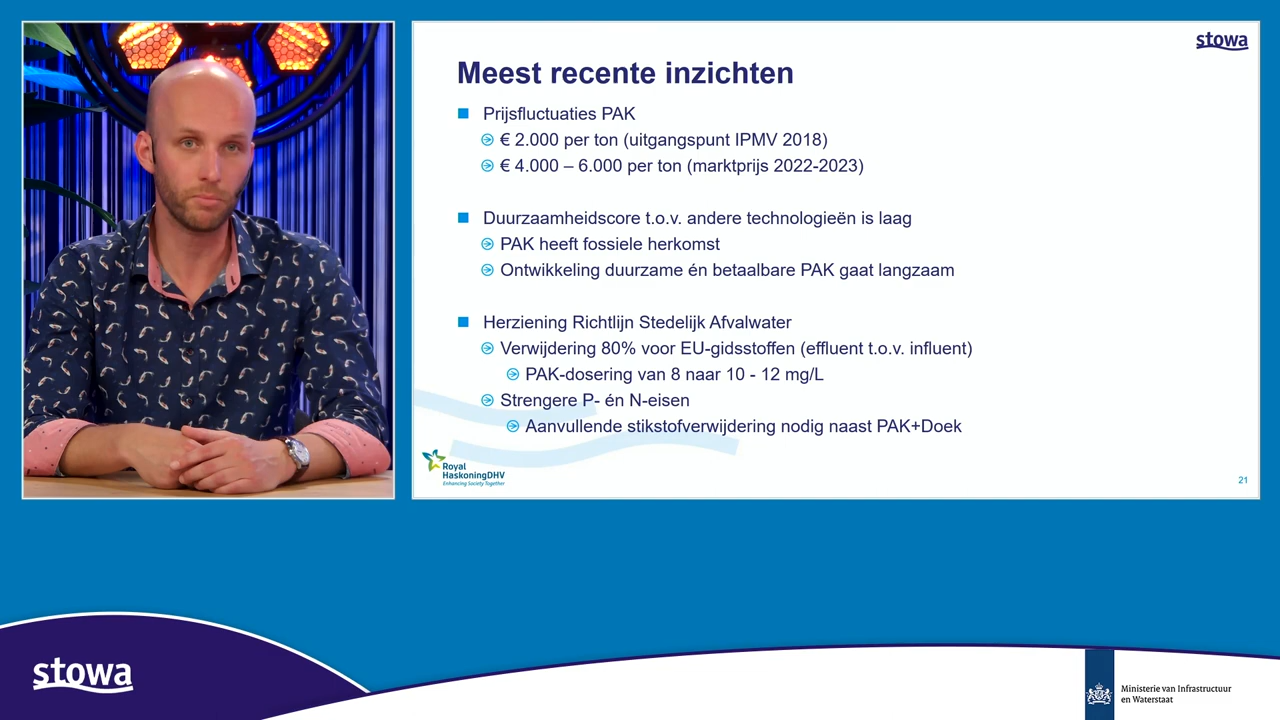 stowa
Meest recente inzichten
Prijsfluctuaties PAK
€ 2.000 per ton (uitgangspunt IPMV 2018)
€ 4.000 – 6.000 per ton (marktprijs 2022-2023)
Duurzaamheidscore t.o.v. andere technologieën is laag
PAK heeft fossiele herkomst
Ontwikkeling duurzame én betaalbare PAK gaat langzaam
Herziening Richtlijn Stedelijk Afvalwater
Verwijdering 80% voor EU-gidsstoffen (effluent t.o.v. influent)
PAK-dosering van 8 naar 10 - 12 mg/L
Strengere P- én N-eisen
Aanvullende stikstofverwijdering nodig naast PAK+Doek
Royal
HaskoningDHV
Enhancing Society Together
21
stowa
Ministerie van Infrastructuur
en Waterstaat